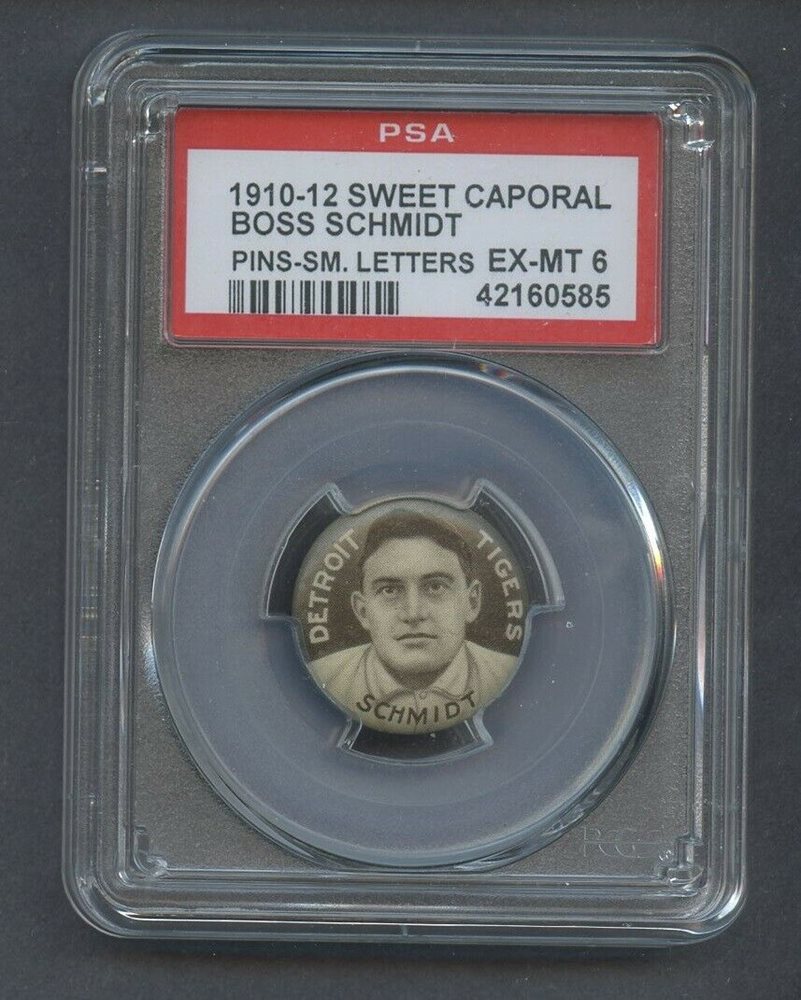 PSA
1910-12 SWEET CAPORAL
BOSS SCHMIDT
PINS-SM. LETTERS EX-MT 6
42160585
DETROIT TIGERS
SCHMIDT